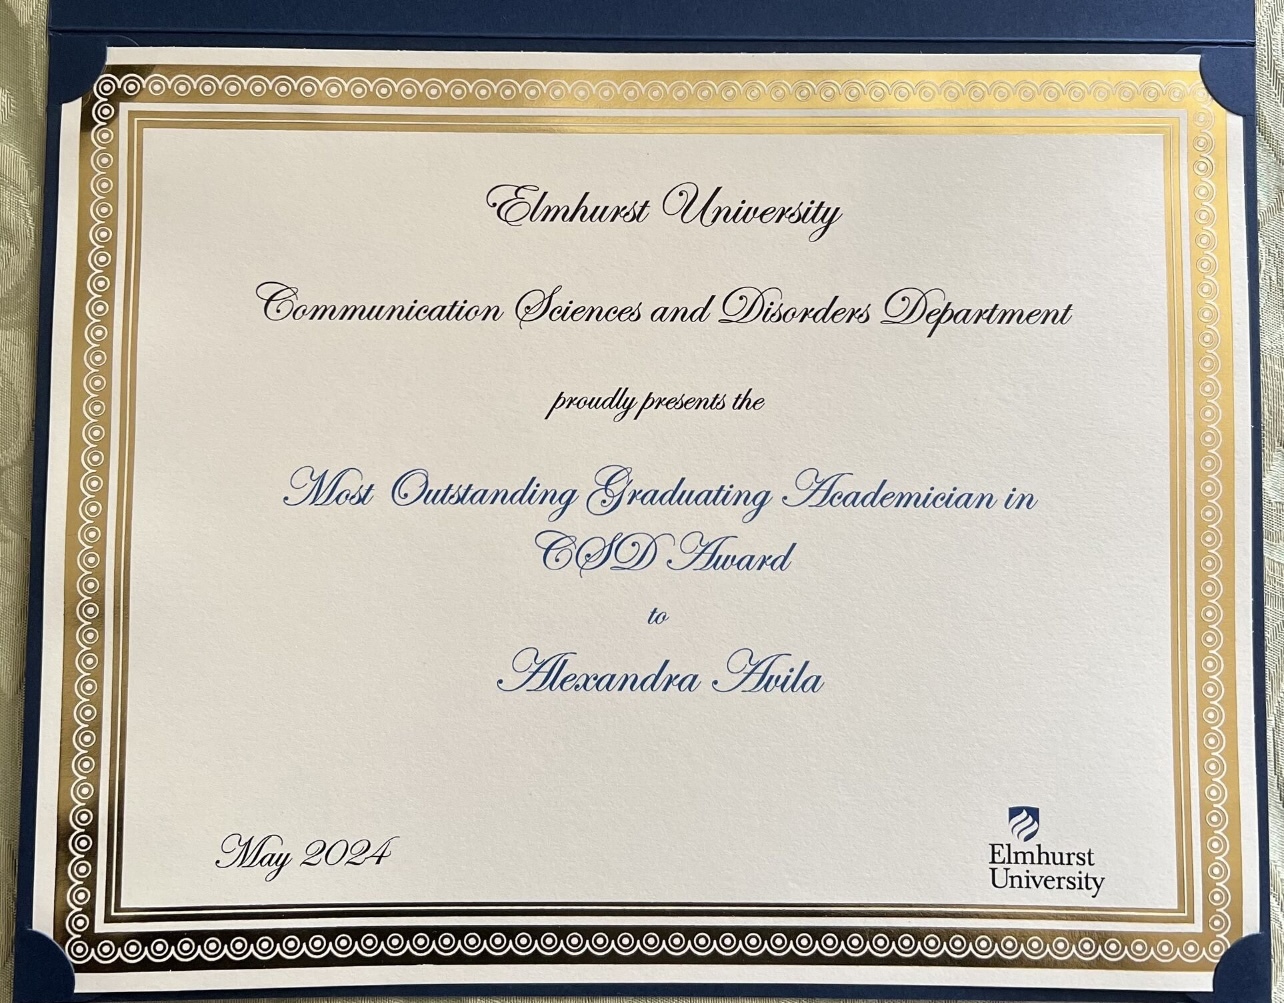 Elmhurst University
Communication Sciences and Disorders Department
proudly presents the
Most Outstanding Graduating Academician in
CSD Award
to
Alexandra Avila
May 2024
Elmhurst
University